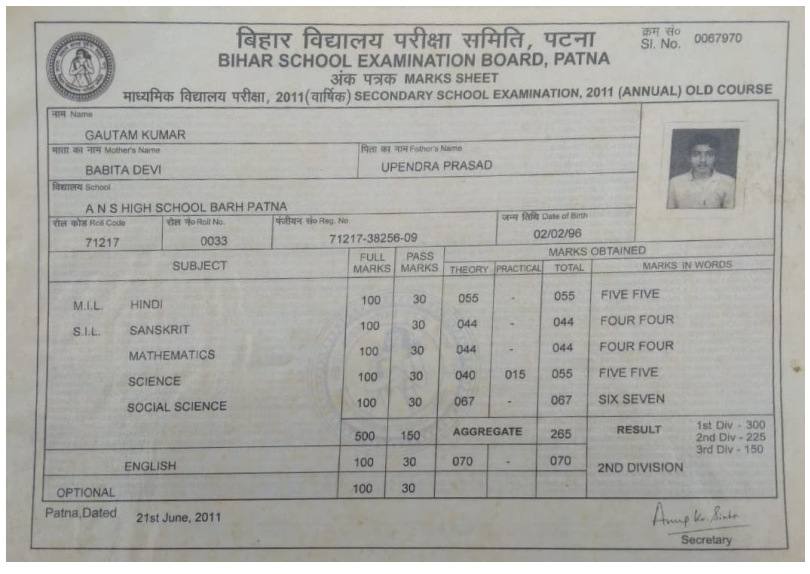 बिहार विद्यालय परीक्षा समिति, पटना
क्रम सं०
BIHAR SCHOOL EXAMINATION BOARD, PATNA
Sl. No. 0067970
अंक पत्रक MARKS SHEET
माध्यमिक विद्यालय परीक्षा, 2011(वार्षिक) SECONDARY SCHOOL EXAMINATION, 2011 (ANNUAL) OLD COURSE
नाम Name
GAUTAM KUMAR
माता का नाम Mother's Name पिता का नाम Father's Name
BABITA DEVI UPENDRA PRASAD
विद्यालय School
A N S HIGH SCHOOL BARH PATNA
रोल कोड Roll Code रोल नं० Roll No. पंजीयन सं० Reg. No. जन्म तिथि Date of Birth
71217 0033 71217-38256-09 02/02/96
SUBJECT FULL MARKS PASS MARKS MARKS OBTAINED
THEORY PRACTICAL TOTAL MARKS IN WORDS
M.I.L. HINDI 100 30 055 - 055 FIVE FIVE
S.I.L. SANSKRIT 100 30 044 - 044 FOUR FOUR
MATHEMATICS 100 30 044 - 044 FOUR FOUR
SCIENCE 100 30 040 015 055 FIVE FIVE
SOCIAL SCIENCE 100 30 067 - 067 SIX SEVEN
500 150 AGGREGATE 265 RESULT 1st Div - 300
2nd Div - 225
3rd Div - 150
ENGLISH 100 30 070 - 070 2ND DIVISION
OPTIONAL 100 30 -
Patna,Dated 21st June, 2011
Anup Kr. Sinha
Secretary